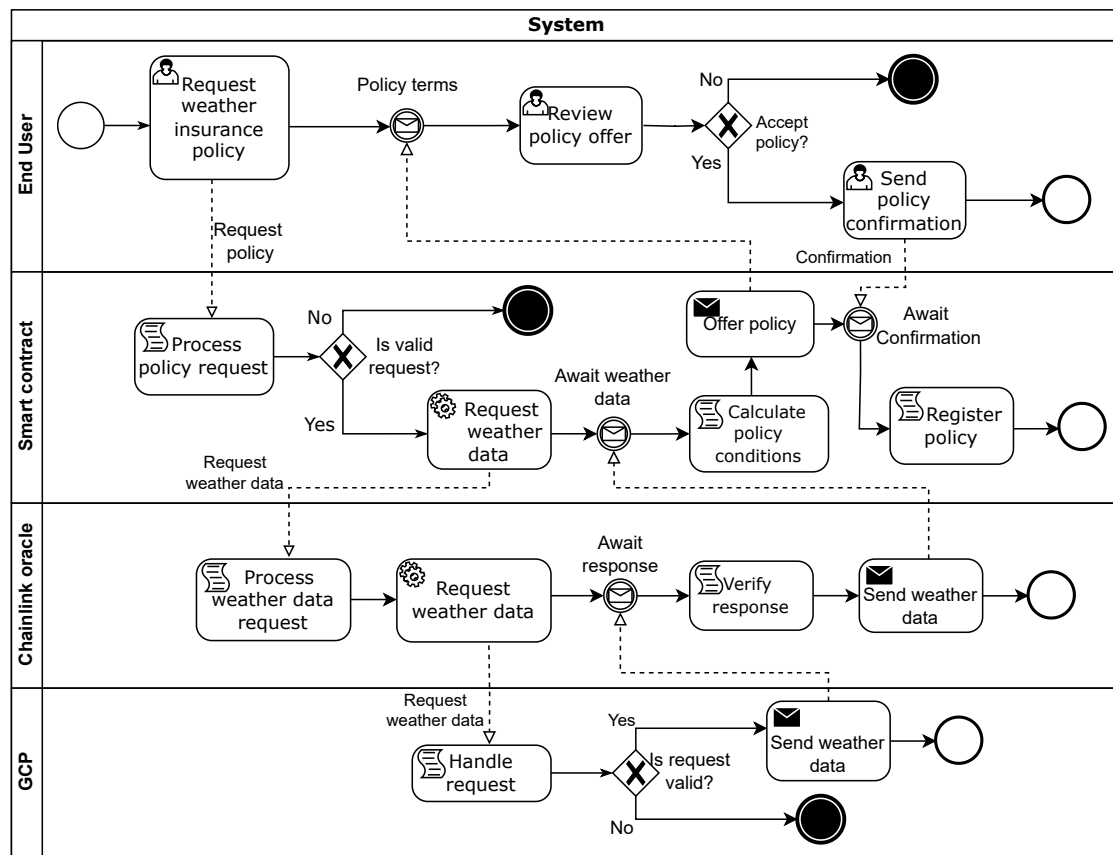 System
End User
Request
weather
insurance
policy
Policy terms
Review
policy offer
No
Accept
policy?
Yes
Send
policy
confirmation
Request
policy
Confirmation
Smart contract
Process
policy request
No
Is valid
request?
Yes
Request
weather
data
Await weather
data
Offer policy
Calculate
policy
conditions
Await
Confirmation
Register
policy
Request
weather data
Chainlink oracle
Process
weather data
request
Request
weather data
Await
response
Verify
response
Send weather
data
Request
weather data
GCP
Handle
request
Yes
Is request
valid?
No
Send weather
data